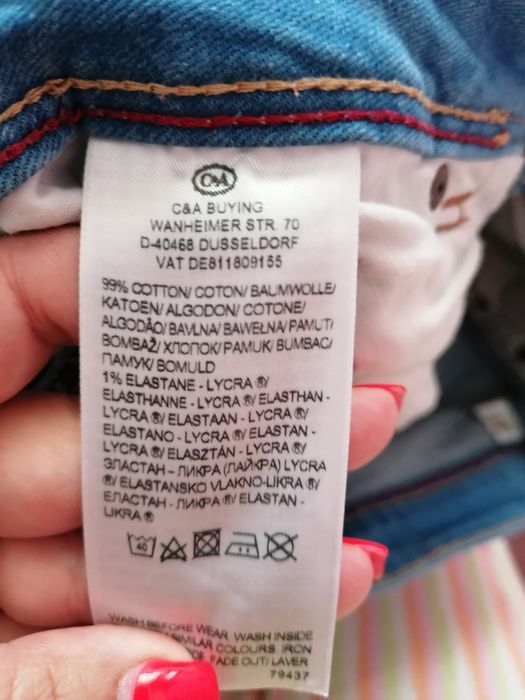 C&A
C&A BUYING
WANHEIMER STR. 70
D-40468 DUSSELDORF
VAT DE811809155
99% COTTON/ COTON/ BAUMWOLLE/
KATOEN/ ALGODON/ COTONE/
ALGODÃO/ BAVLNA/ BAWEŁNA/ PAMUT/
BOMBAŽ/ ХЛОПОК/ PAMUK/ BUMBAC/
ПАМУК/ BOMULD
1% ELASTANE - LYCRA ®/
ELASTHANNE - LYCRA ®/ ELASTHAN -
LYCRA ®/ ELASTAAN - LYCRA ®/
ELASTANO - LYCRA ®/ ELASTAN -
LYCRA ®/ ELASZTÁN - LYCRA ®/
ЭЛАСТАН - ЛИКРА (ЛАЙКРА) LYCRA
®/ ELASTANSKO VLAKNO-LIKRA ®/
ЕЛАСТАН - ЛИКРА ®/ ELASTAN -
LIKRA ®
40
WASH BEFORE WEAR WASH INSIDE
SIMILAR COLOURS. IRON
FADE OUT/ LAVER
79437